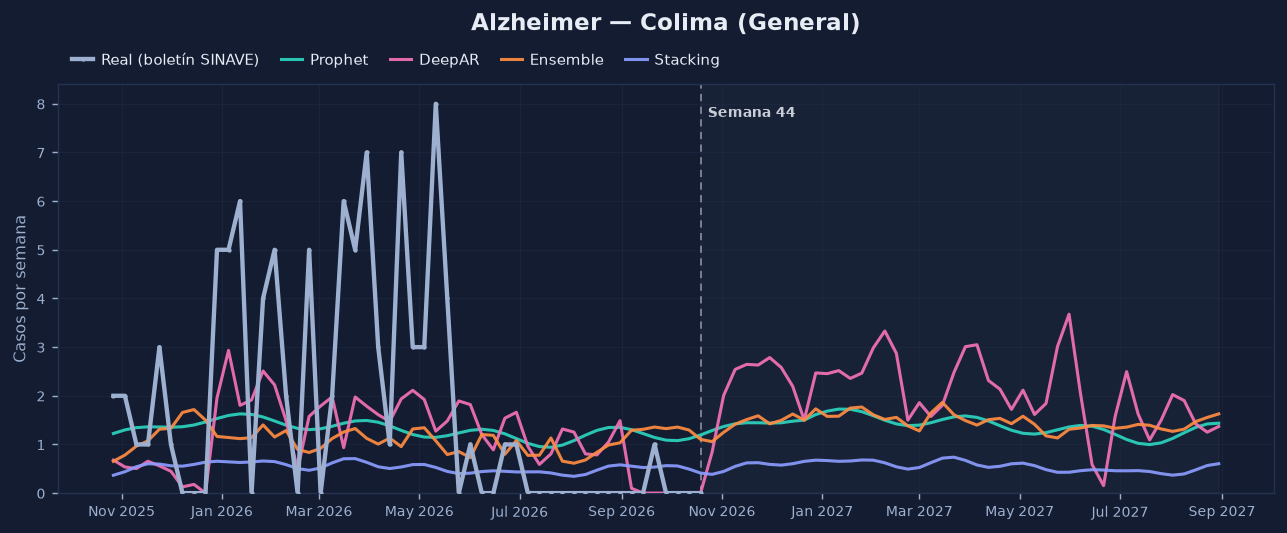 Alzheimer — Colima (General)
Real (boletín SINAVE) Prophet DeepAR Ensemble Stacking
Semana 44
Casos por semana
8
7
6
5
4
3
2
1
0
Nov 2025 Jan 2026 Mar 2026 May 2026 Jul 2026 Sep 2026 Nov 2026 Jan 2027 Mar 2027 May 2027 Jul 2027 Sep 2027